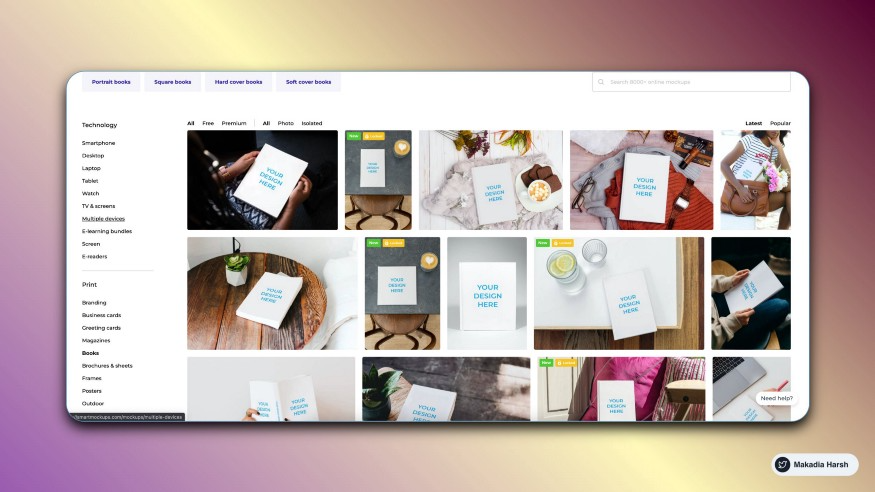 Portrait books
Square books
Hard cover books
Soft cover books
Search 8090+ online mockups
Technology
Smartphone
Desktop
Laptop
Tablet
Watch
TV & screens
Multiple devices
E-learning bundles
Screen
E-readers
Print
Branding
Business cards
Greeting cards
Magazines
Books
Brochures & sheets
Frames
Posters
Outdoor
All Free Premium All Photo Isolated
Latest Popular
YOUR
DESIGN
HERE
New
YOUR
DESIGN
HERE
YOUR
DESIGN
HERE
YOUR
DESIGN
HERE
YOUR
DESIGN
HERE
YOUR
DESIGN
HERE
New
YOUR
DESIGN
HERE
YOUR
DESIGN
HERE
New
YOUR
DESIGN
HERE
YOUR
DESIGN
HERE
YOUR
DESIGN
HERE
YOUR
DESIGN
HERE
New
YOUR
DESIGN
HERE
YOUR
smartmockups.com/mockups/multiple-devices
Need help?
Makadia Harsh